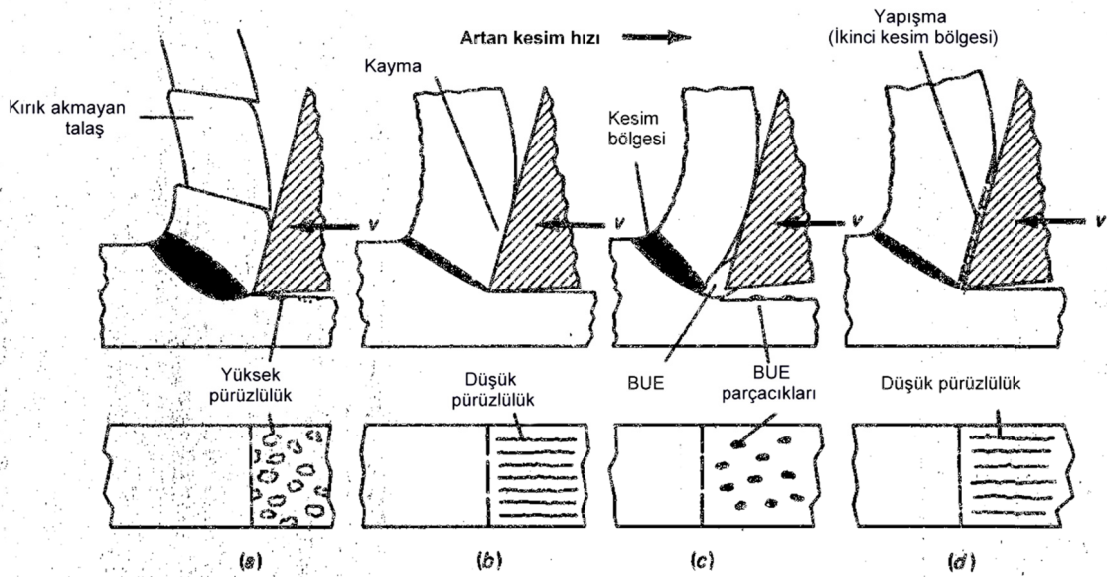 Artan kesim hızı
Kırık akmayan
talaş
v
Kayma
v
Kesim
bölgesi
v
Yapışma
(İkinci kesim bölgesi)
v
Yüksek
pürüzlülük
Düşük
pürüzlülük
BUE
BUE
parçacıkları
Düşük pürüzlülük
(a)
(b)
(c)
(d)